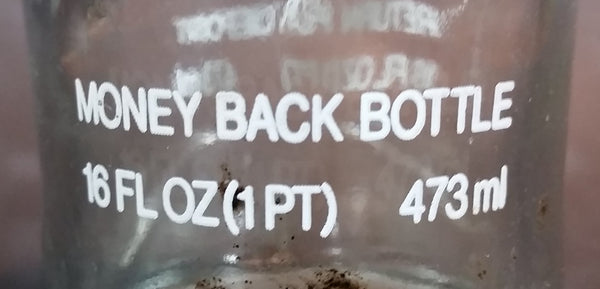 MONEY BACK BOTTLE
16 FL OZ (1 PT) 473 ml